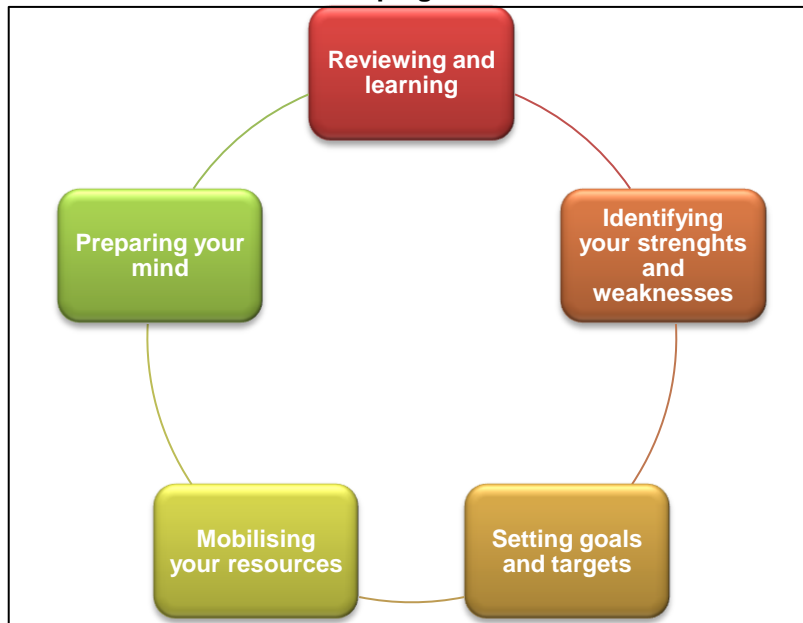 Reviewing and
learning
Identifying
your strenghts
and
weaknesses
Setting goals
and targets
Mobilising
your resources
Preparing your
mind